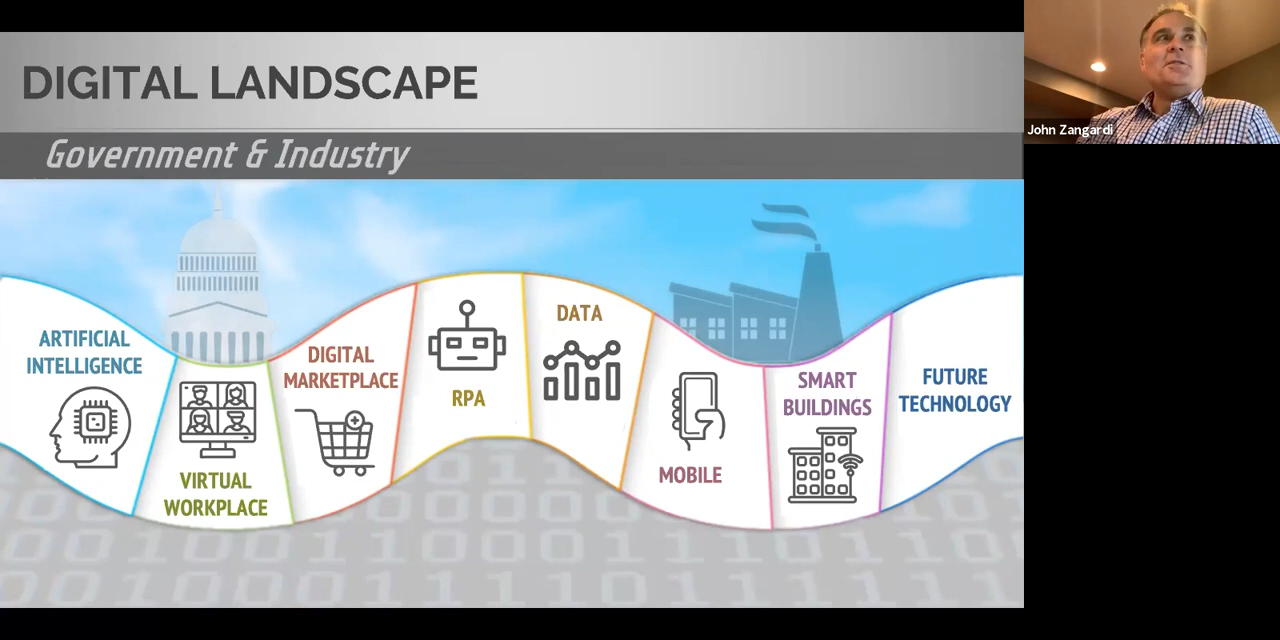 DIGITAL LANDSCAPE
Government & Industry
John Zangardi
ARTIFICIAL
INTELLIGENCE
VIRTUAL
WORKPLACE
DIGITAL
MARKETPLACE
RPA
DATA
MOBILE
SMART
BUILDINGS
FUTURE
TECHNOLOGY